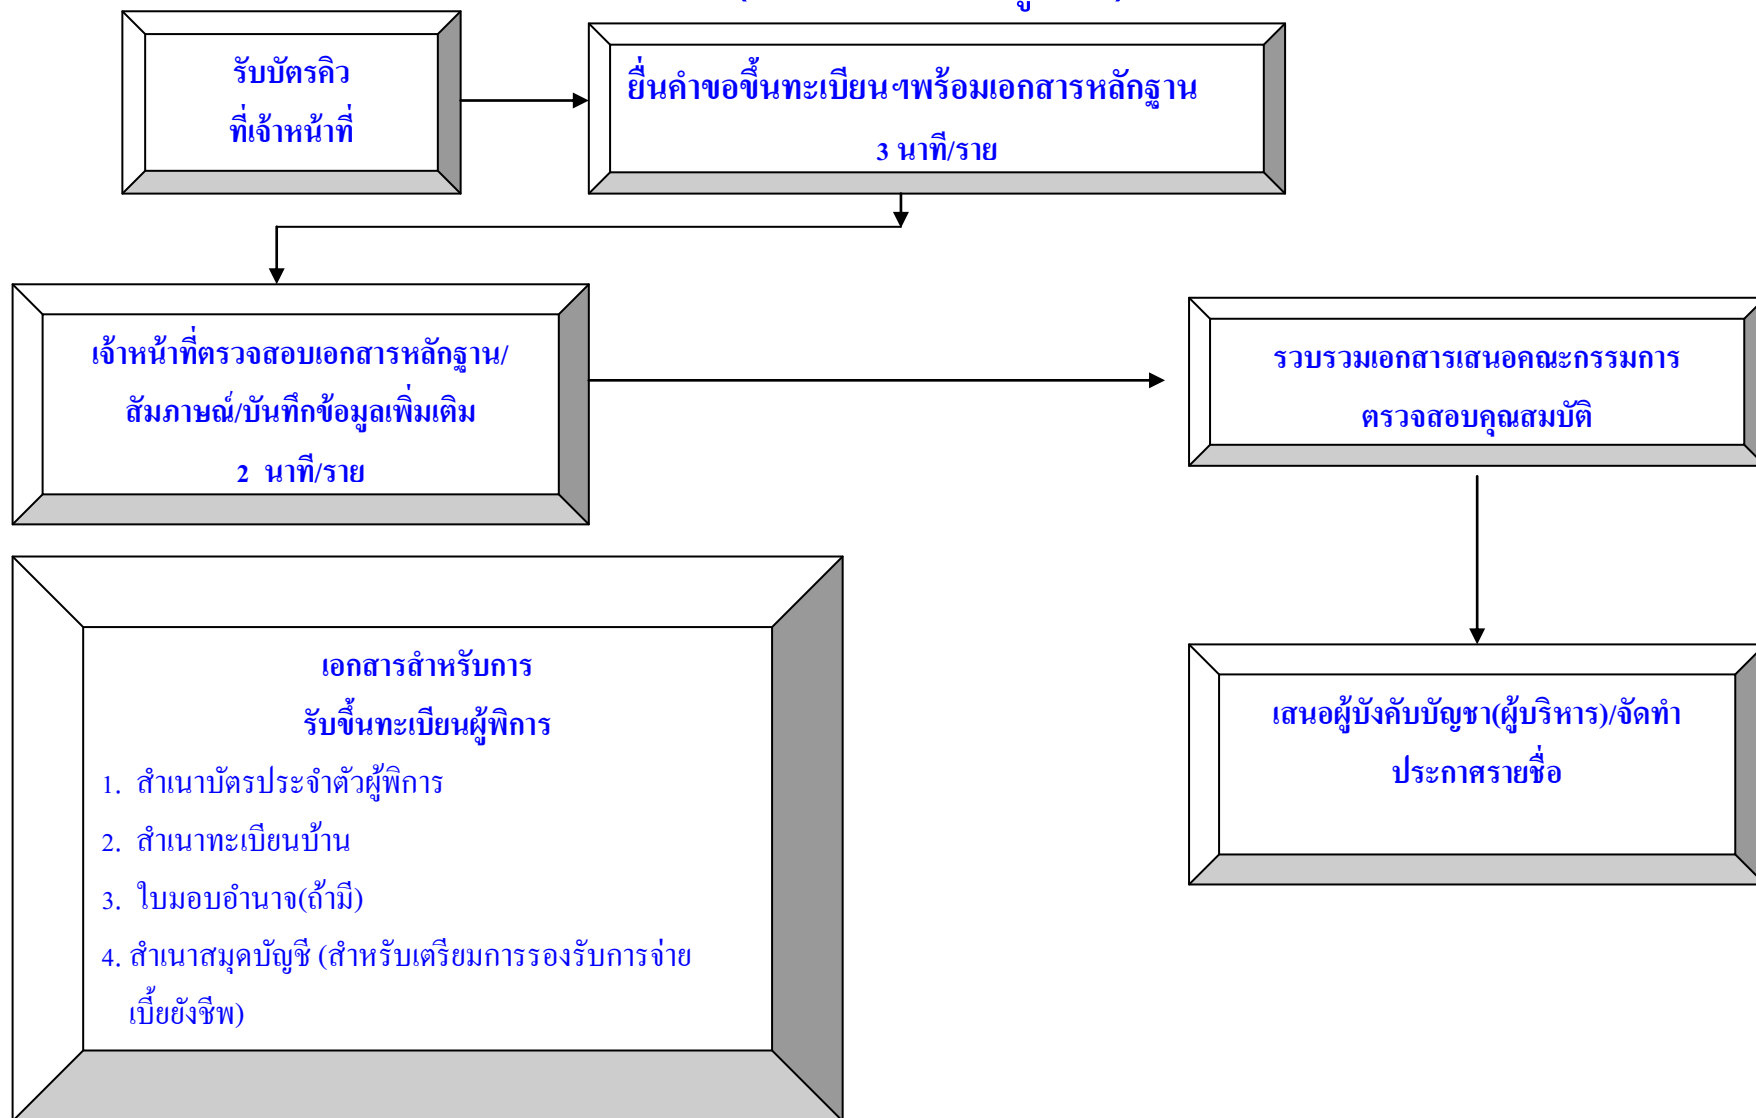 รับบัตรคิว
ที่เจ้าหน้าที่
ยื่นคำขอขึ้นทะเบียนฯพร้อมเอกสารหลักฐาน
3 นาที/ราย
เจ้าหน้าที่ตรวจสอบเอกสารหลักฐาน/
สัมภาษณ์/บันทึกข้อมูลเพิ่มเติม
2 นาที/ราย
รวบรวมเอกสารเสนอคณะกรรมการ
ตรวจสอบคุณสมบัติ
เสนอผู้บังคับบัญชา(ผู้บริหาร)/จัดทำ
ประกาศรายชื่อ
เอกสารสำหรับการ
รับขึ้นทะเบียนผู้พิการ
1. สำเนาบัตรประจำตัวผู้พิการ
2. สำเนาทะเบียนบ้าน
3. ใบมอบอำนาจ(ถ้ามี)
4. สำเนาสมุดบัญชี (สำหรับเตรียมการรองรับการจ่าย
เบี้ยยังชีพ)